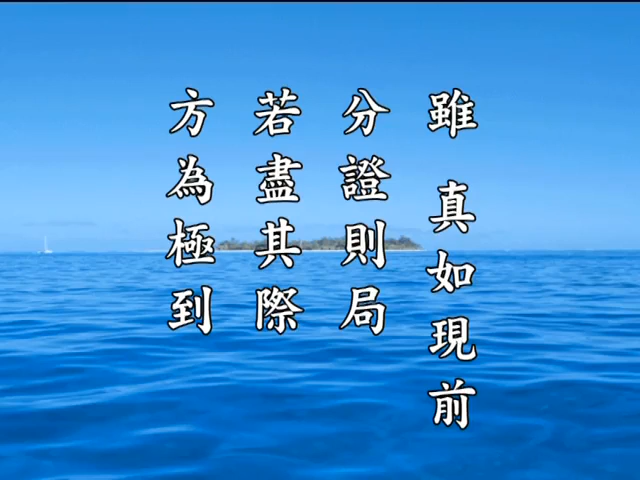 雖 真如現前
分證則局
若盡其際
方為極到